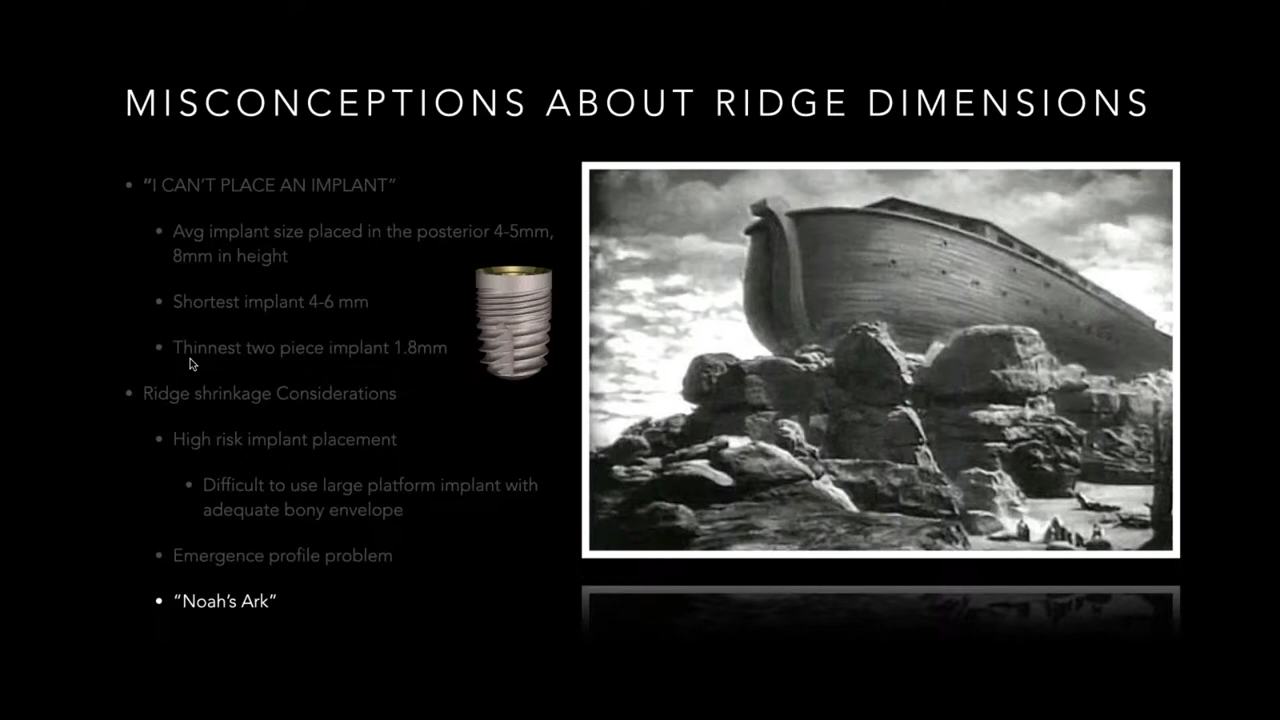 MISCONCEPTIONS ABOUT RIDGE DIMENSIONS
• "I CAN'T PLACE AN IMPLANT"
• Avg implant size placed in the posterior 4-5mm,
8mm in height
• Shortest implant 4-6 mm
• Thinnest two piece implant 1.8mm
• Ridge shrinkage Considerations
• High risk implant placement
• Difficult to use large platform implant with
adequate bony envelope
• Emergence profile problem
• “Noah’s Ark”